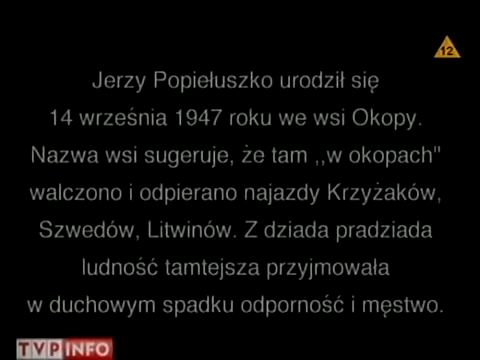 12
Jerzy Popiełuszko urodził się
14 września 1947 roku we wsi Okopy.
Nazwa wsi sugeruje, że tam ,,w okopach"
walczono i odpierano najazdy Krzyżaków,
Szwedów, Litwinów. Z dziada pradziada
ludność tamtejsza przyjmowała
w duchowym spadku odporność i męstwo.
TVP INFO